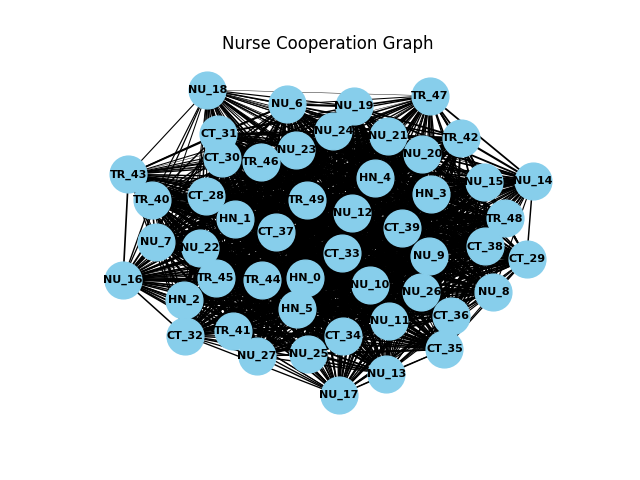 Nurse Cooperation Graph
NU_18
NU_6
NU_19
TR_47
CT_31
NU_24
NU_21
TR_42
CT_30
TR_46
NU_23
NU_20
TR_43
HN_4
NU_15
NU_14
TR_40
CT_28
TR_49
HN_3
HN_1
NU_12
TR_48
NU_7
NU_22
CT_37
CT_39
CT_38
CT_33
NU_9
CT_29
NU_16
TR_45
TR_44
HN_0
NU_10
NU_26
NU_8
HN_2
HN_5
CT_36
CT_32
TR_41
CT_34
NU_11
CT_35
NU_27
NU_25
NU_13
NU_17